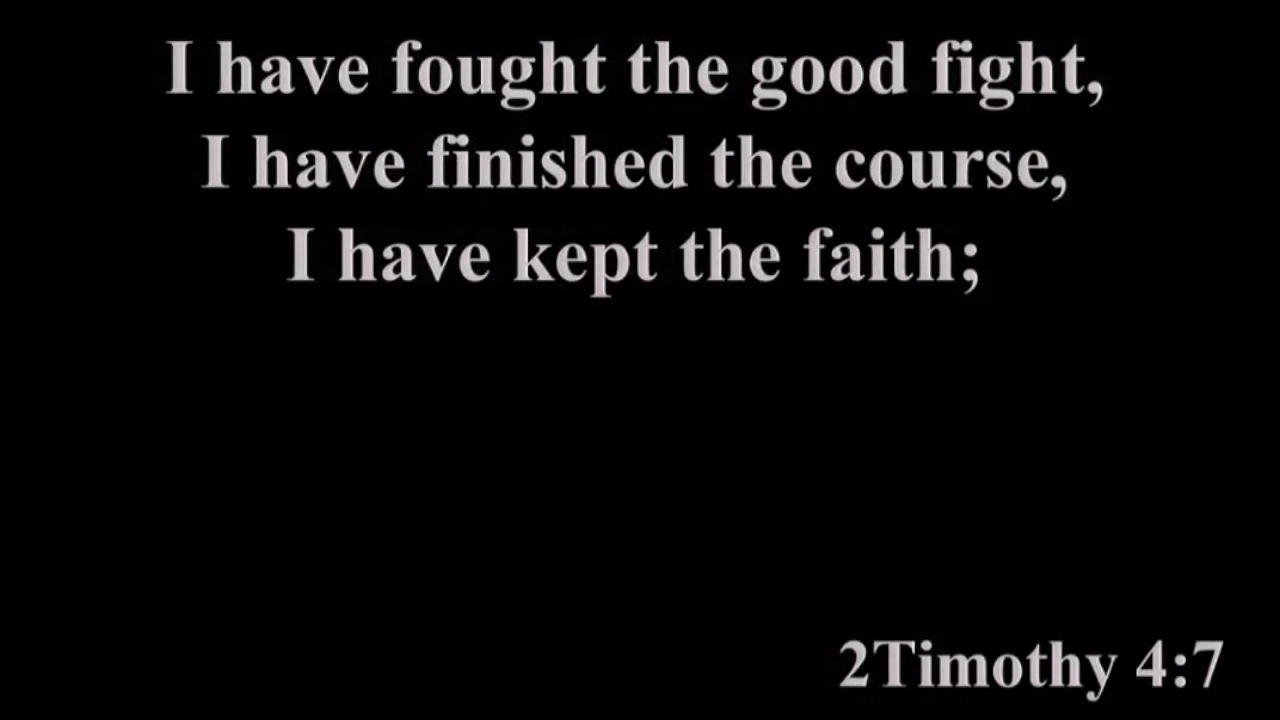 I have fought the good fight,
I have finished the course,
I have kept the faith;
2Timothy 4:7